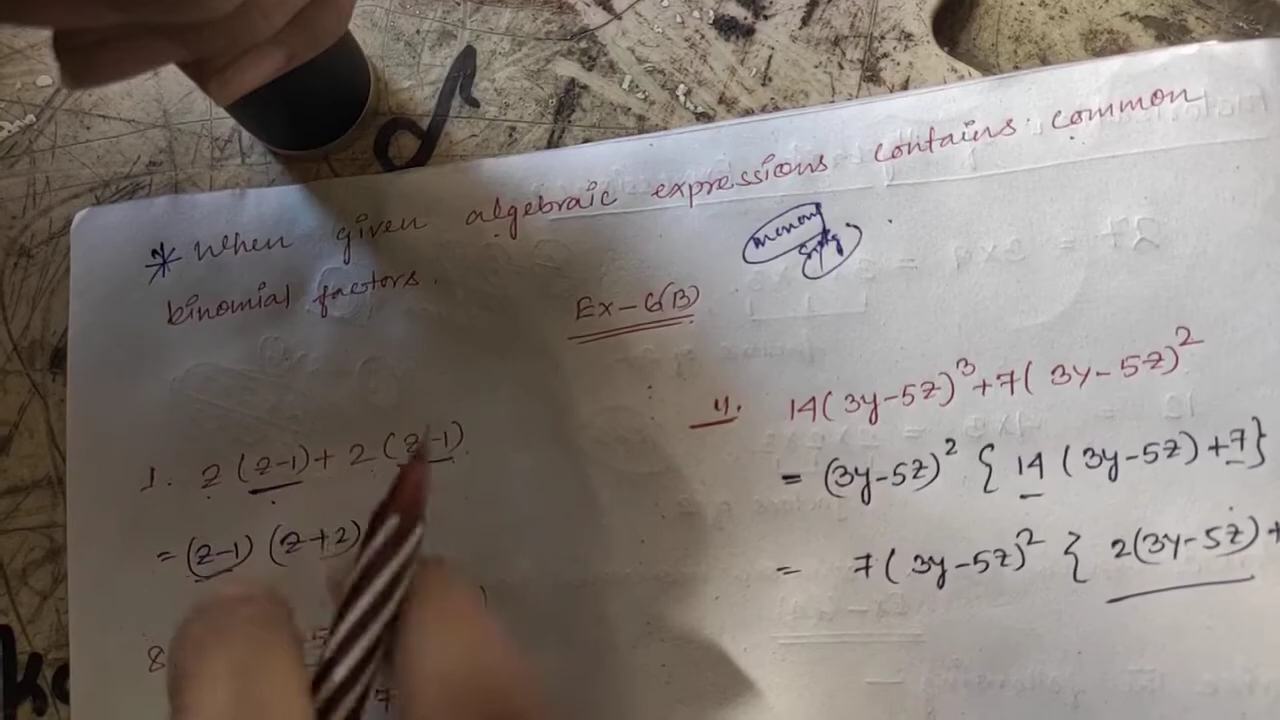 * When given algebraic expressions contains common
binomial factors.
Ex-6(B)
1. z(z-1)+2(z-1)
=(z-1)(z+2)
8
11. 14(3y-5z)³+7(3y-5z)²
= (3y-5z)² { 14(3y-5z)+7}
= 7(3y-5z)² { 2(3y-5z)+